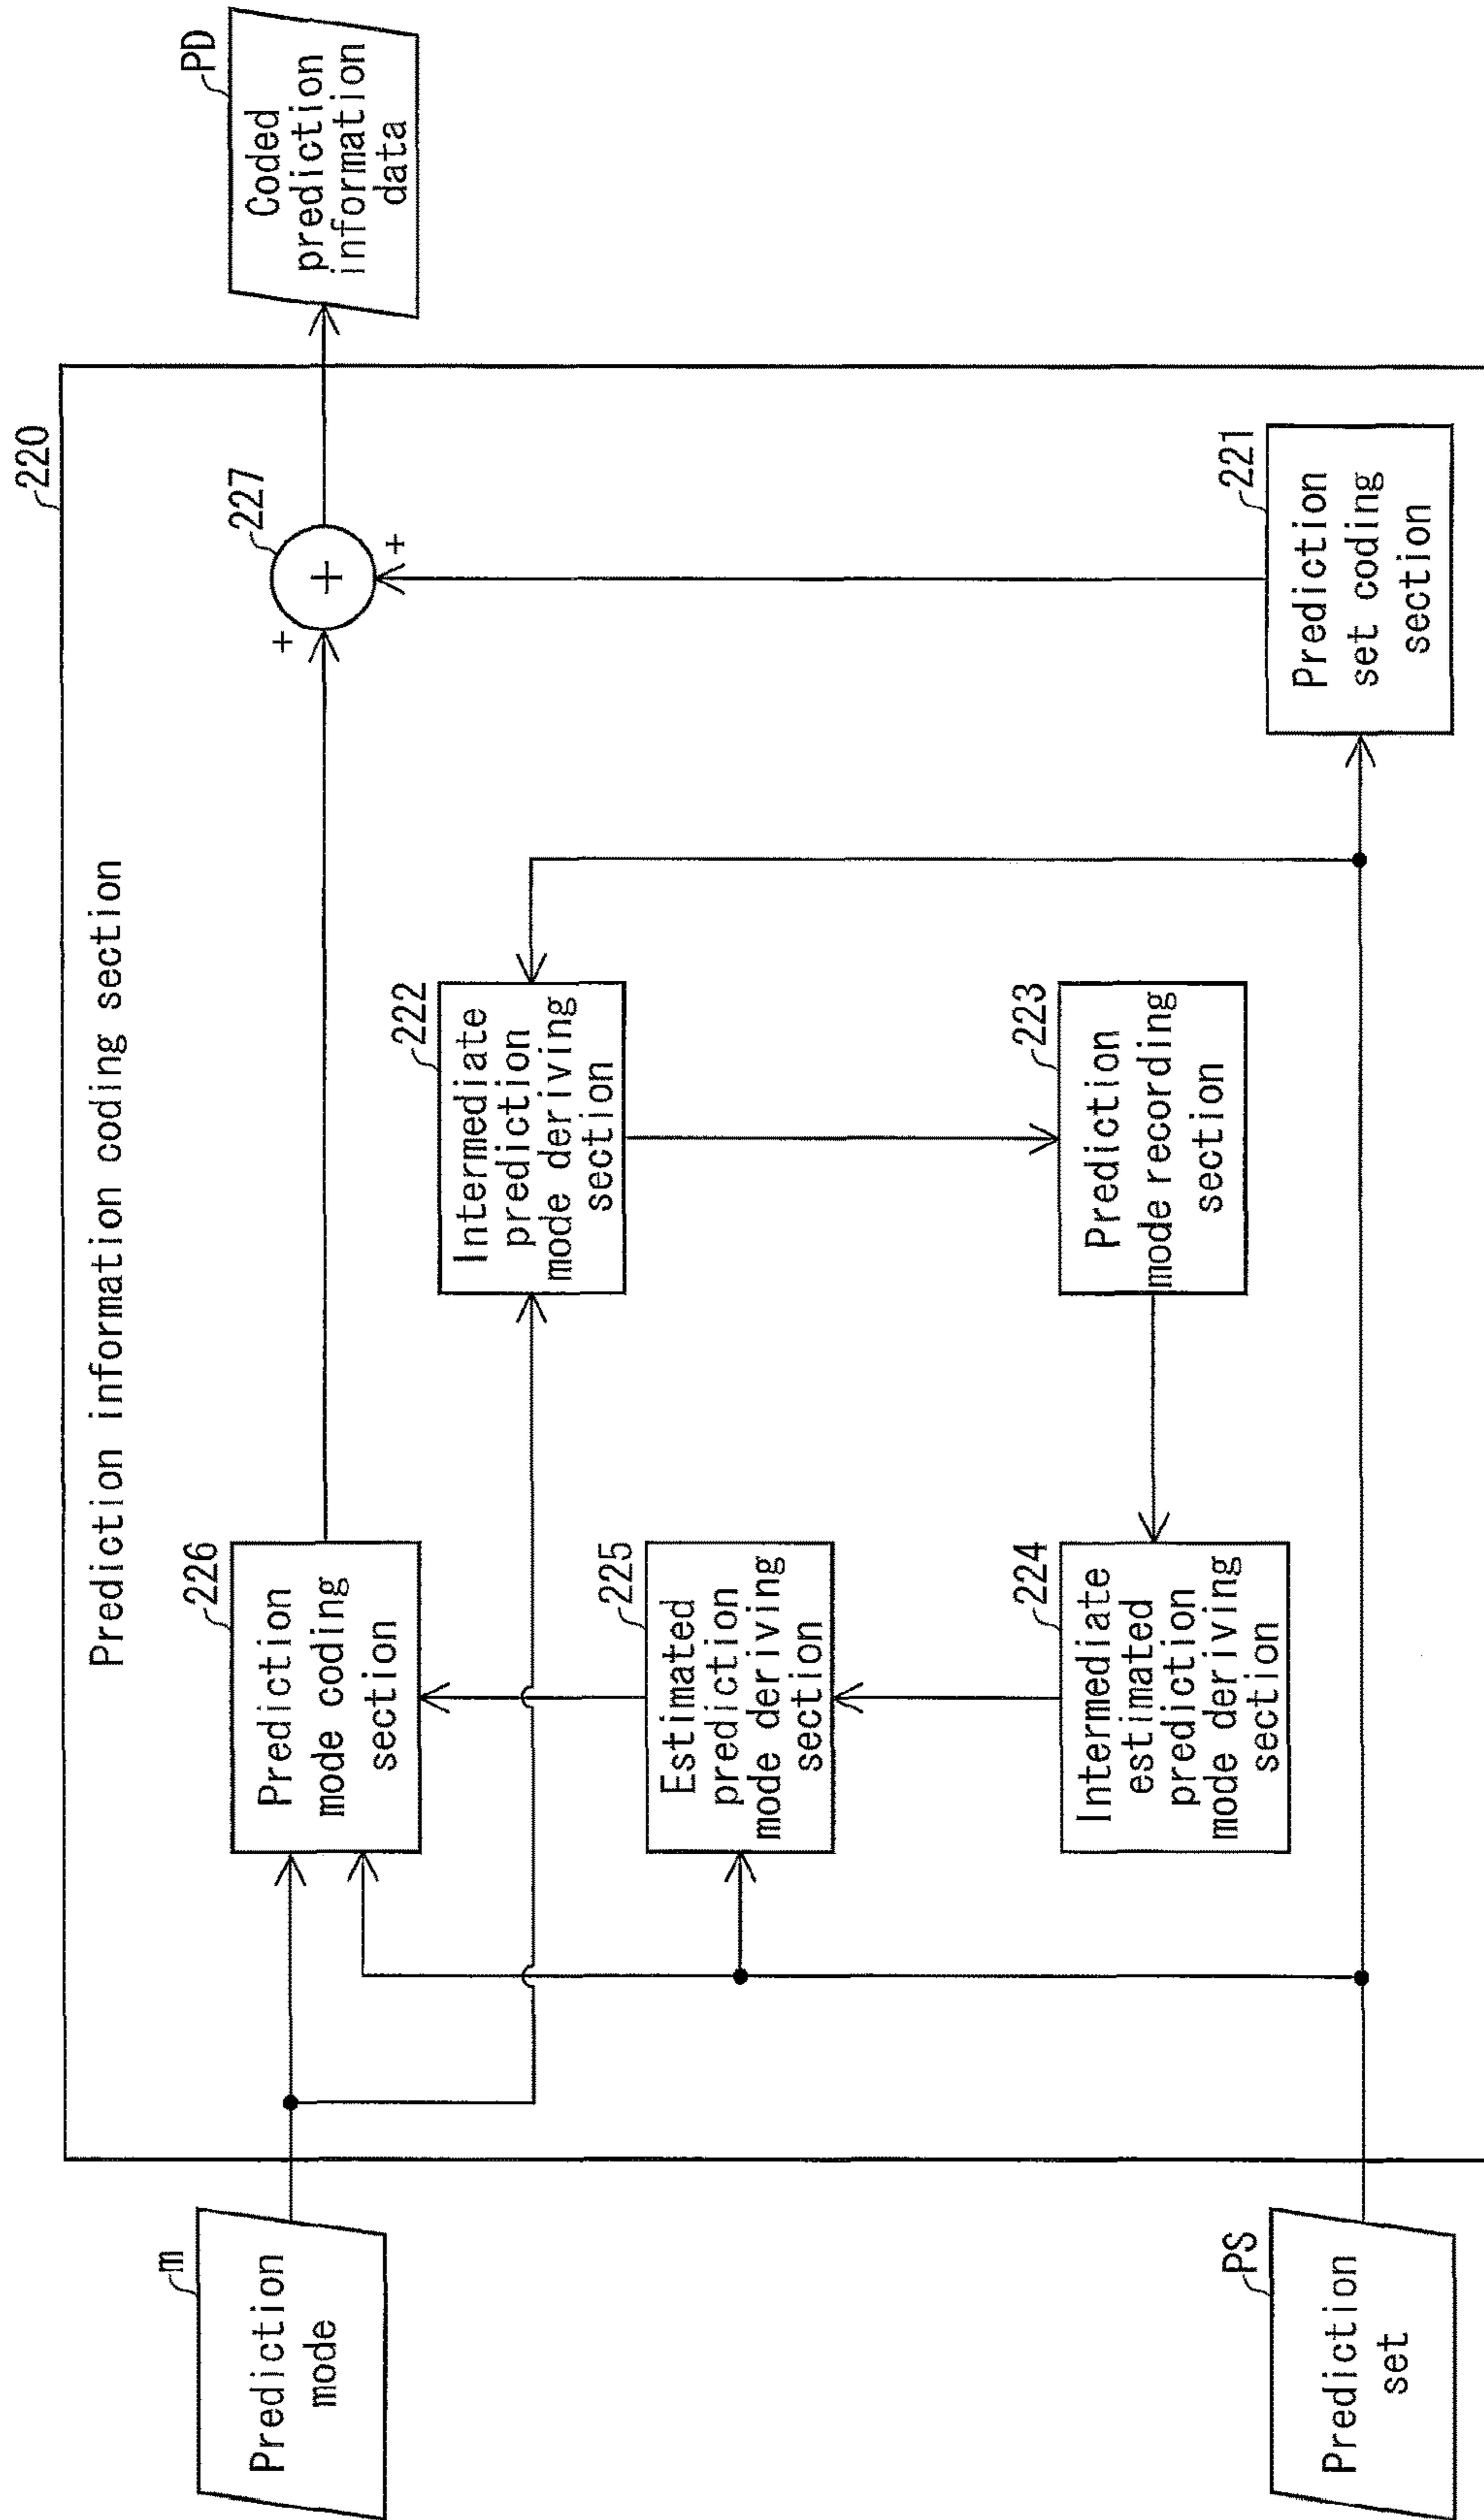 220
Prediction information coding section
m
Prediction
mode
226
Prediction
mode coding
section
227
+
+
+
PD
Coded
prediction
information
data
225
Estimated
prediction
mode deriving
section
222
Intermediate
prediction
mode deriving
section
224
Intermediate
estimated
prediction
mode deriving
section
223
Prediction
mode recording
section
PS
Prediction
set
221
Prediction
set coding
section